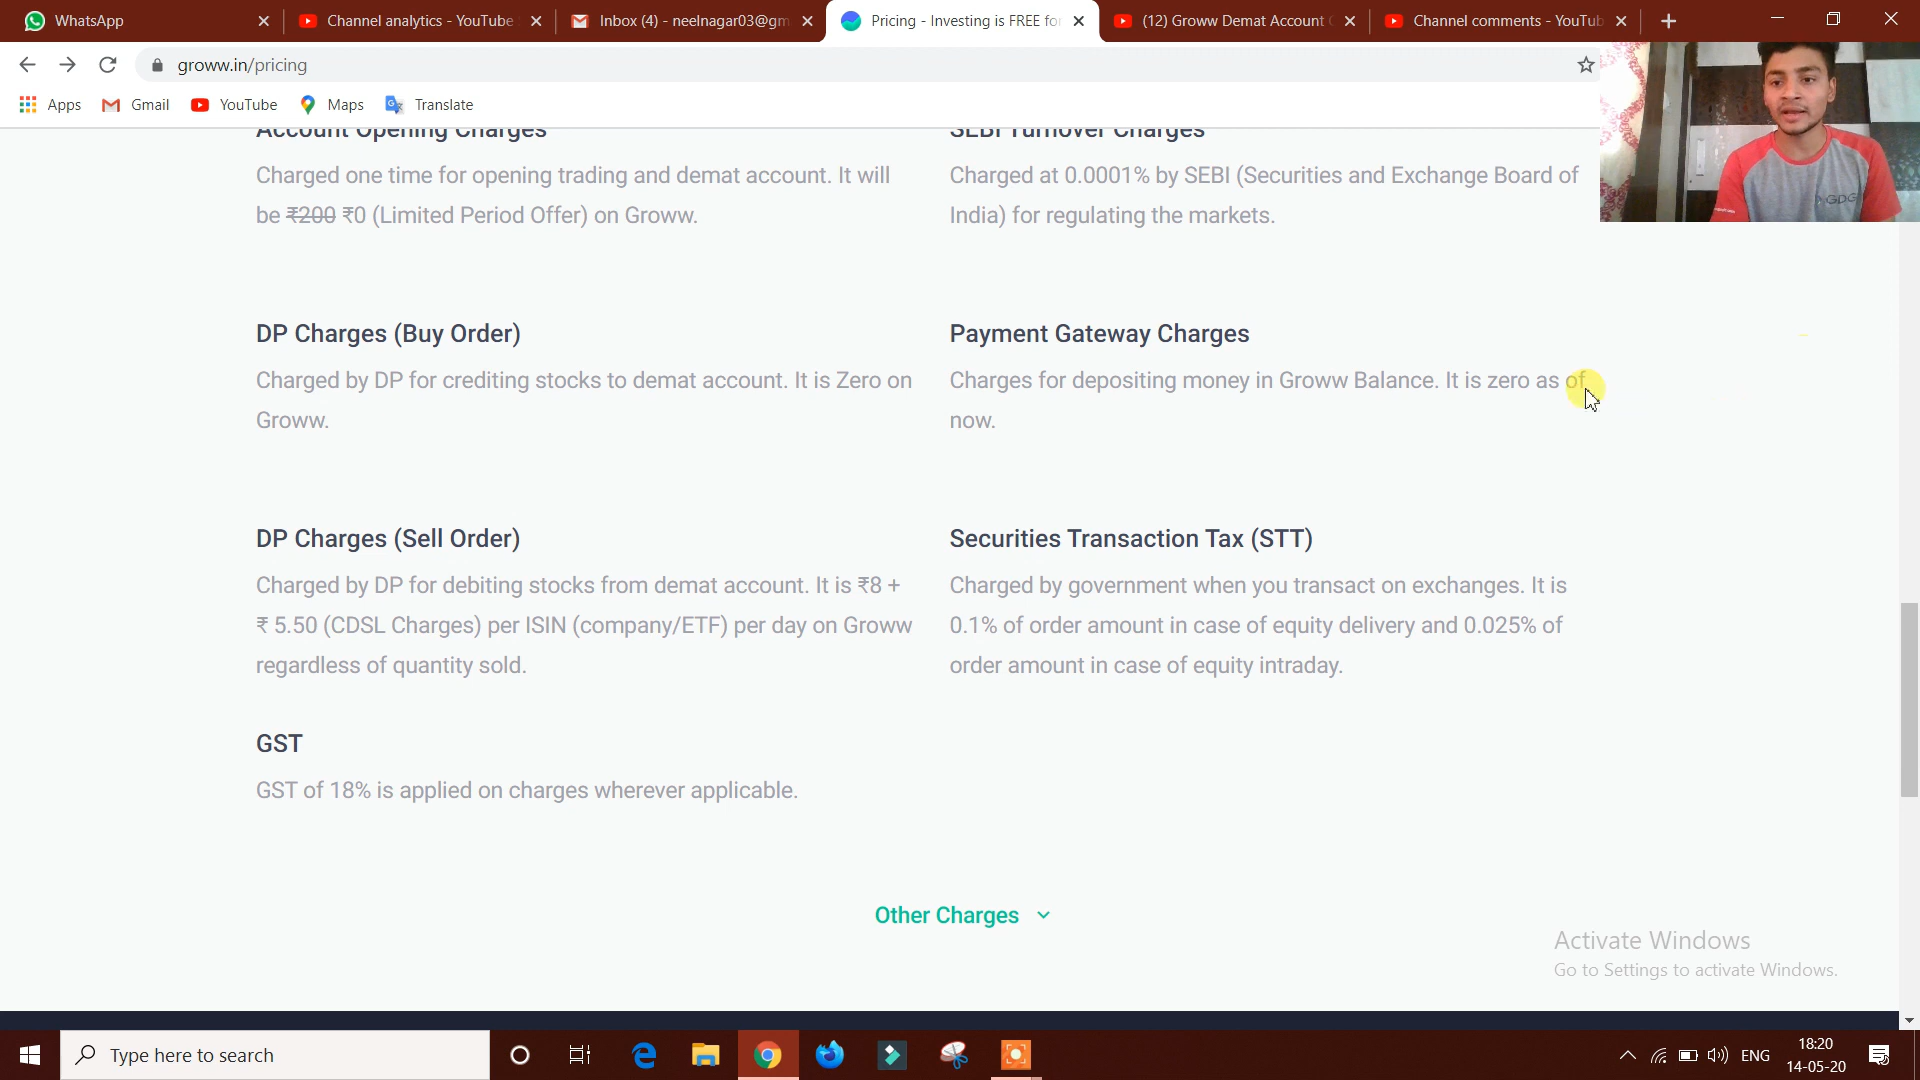 WhatsApp
Channel analytics - YouTube
Inbox (4) - neelnagar03@gm
Pricing - Investing is FREE fo
(12) Groww Demat Account
Channel comments - YouTub
groww.in/pricing
Apps
Gmail
YouTube
Maps
Translate
Account Opening Charges
Charged one time for opening trading and demat account. It will
be ₹200 ₹0 (Limited Period Offer) on Groww.
SEBI Turnover Charges
Charged at 0.0001% by SEBI (Securities and Exchange Board of
India) for regulating the markets.
DP Charges (Buy Order)
Charged by DP for crediting stocks to demat account. It is Zero on
Groww.
Payment Gateway Charges
Charges for depositing money in Groww Balance. It is zero as of
now.
DP Charges (Sell Order)
Charged by DP for debiting stocks from demat account. It is ₹8 +
₹ 5.50 (CDSL Charges) per ISIN (company/ETF) per day on Groww
regardless of quantity sold.
Securities Transaction Tax (STT)
Charged by government when you transact on exchanges. It is
0.1% of order amount in case of equity delivery and 0.025% of
order amount in case of equity intraday.
GST
GST of 18% is applied on charges wherever applicable.
Other Charges
Activate Windows
Go to Settings to activate Windows.
Type here to search
ENG
18:20
14-05-20